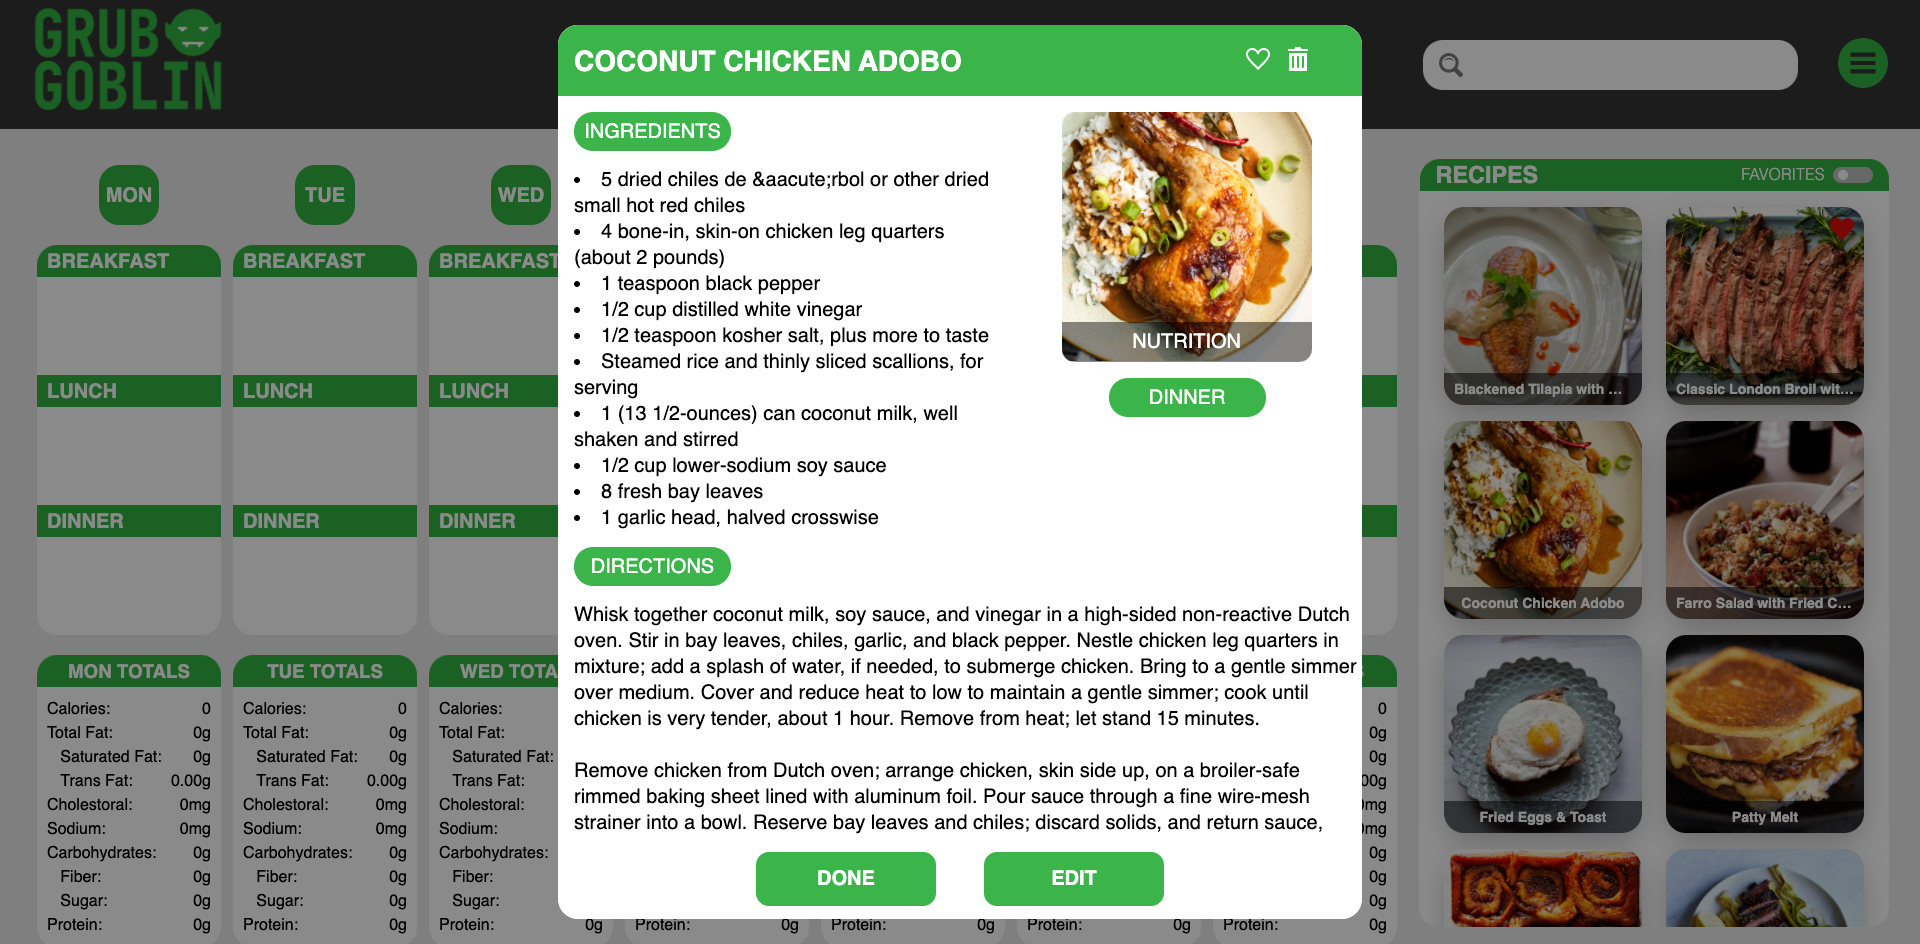 GRUB
GOBLIN
COCONUT CHICKEN ADOBO
INGREDIENTS
• 5 dried chiles de &aacute;rbol or other dried
small hot red chiles
• 4 bone-in, skin-on chicken leg quarters
(about 2 pounds)
• 1 teaspoon black pepper
• 1/2 cup distilled white vinegar
• 1/2 teaspoon kosher salt, plus more to taste
• Steamed rice and thinly sliced scallions, for
serving
• 1 (13 1/2-ounces) can coconut milk, well
shaken and stirred
• 1/2 cup lower-sodium soy sauce
• 8 fresh bay leaves
• 1 garlic head, halved crosswise
NUTRITION
DINNER
DIRECTIONS
Whisk together coconut milk, soy sauce, and vinegar in a high-sided non-reactive Dutch
oven. Stir in bay leaves, chiles, garlic, and black pepper. Nestle chicken leg quarters in
mixture; add a splash of water, if needed, to submerge chicken. Bring to a gentle simmer
over medium. Cover and reduce heat to low to maintain a gentle simmer; cook until
chicken is very tender, about 1 hour. Remove from heat; let stand 15 minutes.
Remove chicken from Dutch oven; arrange chicken, skin side up, on a broiler-safe
rimmed baking sheet lined with aluminum foil. Pour sauce through a fine wire-mesh
strainer into a bowl. Reserve bay leaves and chiles; discard solids, and return sauce,
DONE
EDIT
MON
TUE
WED
BREAKFAST
BREAKFAST
BREAKFAST
LUNCH
LUNCH
LUNCH
DINNER
DINNER
DINNER
MON TOTALS
Calories: 0
Total Fat: 0g
Saturated Fat: 0g
Trans Fat: 0.00g
Cholestoral: 0mg
Sodium: 0mg
Carbohydrates: 0g
Fiber: 0g
Sugar: 0g
Protein: 0g
TUE TOTALS
Calories: 0
Total Fat: 0g
Saturated Fat: 0g
Trans Fat: 0.00g
Cholestoral: 0mg
Sodium: 0mg
Carbohydrates: 0g
Fiber: 0g
Sugar: 0g
Protein: 0g
WED TOTA
Calories:
Total Fat:
Saturated Fat:
Trans Fat:
Cholestoral:
Sodium:
Carbohydrates:
Fiber:
Sugar:
Protein: 0g
Protein: 0g
Protein: 0g
Protein: 0g
S
0
0g
0g
00g
0mg
0mg
0g
0g
0g
Protein: 0g
RECIPES
FAVORITES
Blackened Tilapia with ...
Classic London Broil wit...
Coconut Chicken Adobo
Farro Salad with Fried C...
Fried Eggs & Toast
Patty Melt